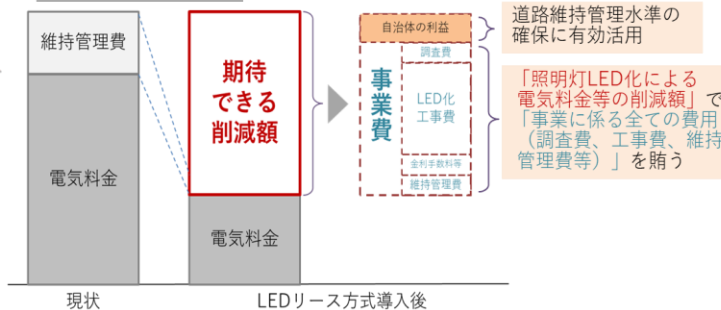 維持管理費
電気料金
現状
期待
できる
削減額
電気料金
LEDリース方式導入後
事業費
自治体の利益
調査費
LED化
工事費
金利手数料等
維持管理費
道路維持管理水準の
確保に有効活用
「照明灯LED化による
電気料金等の削減額」で
「事業に係る全ての費用
（調査費、工事費、維持
管理費等）」を賄う